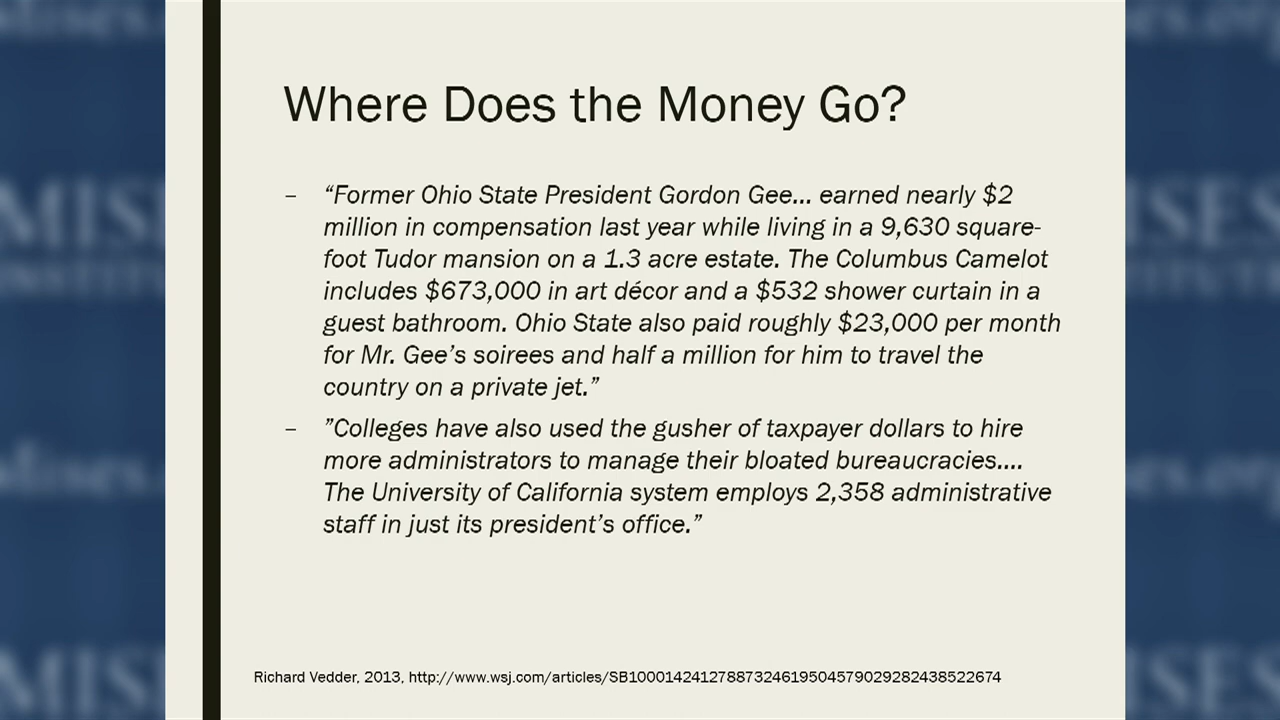 Where Does the Money Go?
– “Former Ohio State President Gordon Gee... earned nearly $2
million in compensation last year while living in a 9,630 square-
foot Tudor mansion on a 1.3 acre estate. The Columbus Camelot
includes $673,000 in art décor and a $532 shower curtain in a
guest bathroom. Ohio State also paid roughly $23,000 per month
for Mr. Gee’s soirees and half a million for him to travel the
country on a private jet.”
– ”Colleges have also used the gusher of taxpayer dollars to hire
more administrators to manage their bloated bureaucracies....
The University of California system employs 2,358 administrative
staff in just its president’s office.”
Richard Vedder, 2013, http://www.wsj.com/articles/SB10001424127887324619504579029282438522674